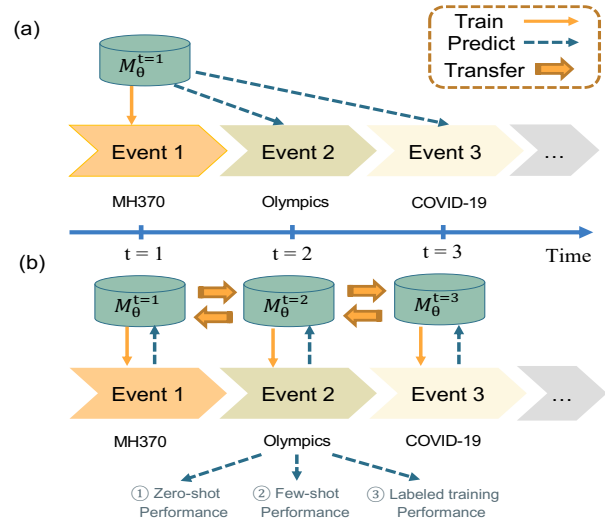 (a)
Train
Predict
Transfer
M_θ^{t=1}
Event 1
Event 2
Event 3
...
MH370
Olympics
COVID-19
t = 1
t = 2
t = 3
Time
(b)
M_θ^{t=1}
M_θ^{t=2}
M_θ^{t=3}
Event 1
Event 2
Event 3
...
MH370
Olympics
COVID-19
① Zero-shot
Performance
② Few-shot
Performance
③ Labeled training
Performance